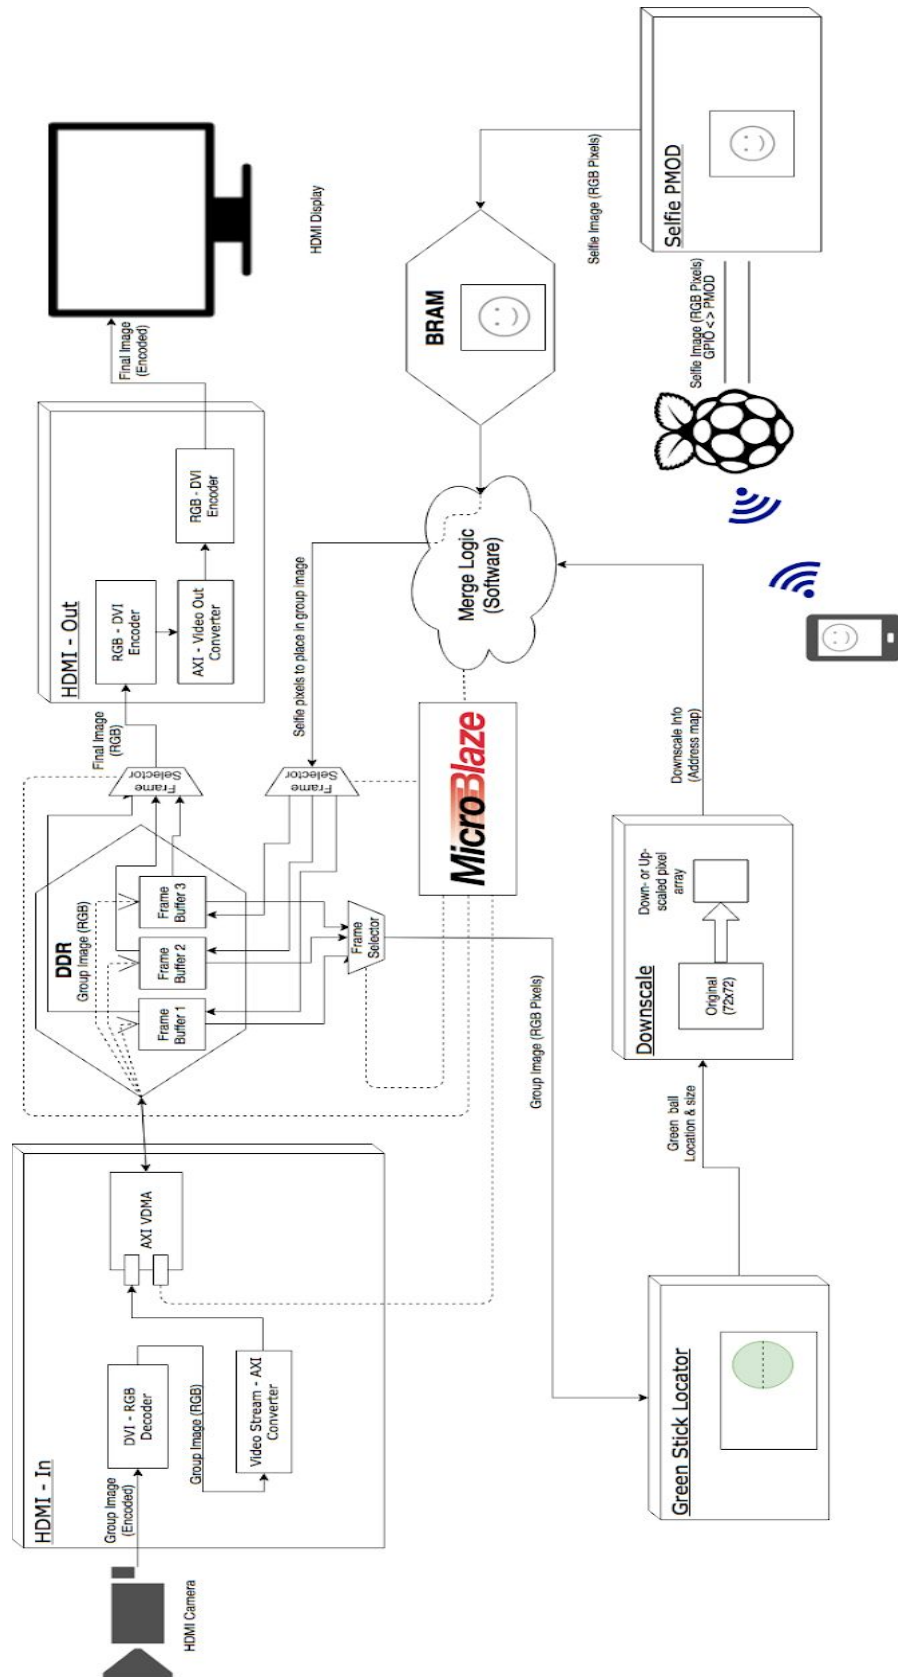 HDMI Camera
HDMI - In
Group Image
(Encoded)
DVI - RGB
Decoder
Group Image (RGB)
Video Stream - AXI
Converter
AXI VDMA
DDR
Group Image (RGB)
Frame
Buffer 1
Frame
Buffer 2
Frame
Buffer 3
Frame
Selector
Frame
Selector
Frame
Selector
Final Image
(RGB)
HDMI - Out
RGB - DVI
Encoder
AXI - Video Out
Converter
RGB - DVI
Encoder
Final Image
(Encoded)
HDMI Display
Selfie pixels to place in group image
MicroBlaze
Merge Logic
(Software)
BRAM
Selfie Image (RGB Pixels)
Selfie PMOD
Selfie Image (RGB Pixels)
GPIO < > PMOD
Group Image (RGB Pixels)
Green Stick Locator
Green ball
Location & size
Downscale
Original
(72x72)
Down- or Up-
scaled pixel
array
Downscale Info
(Address map)